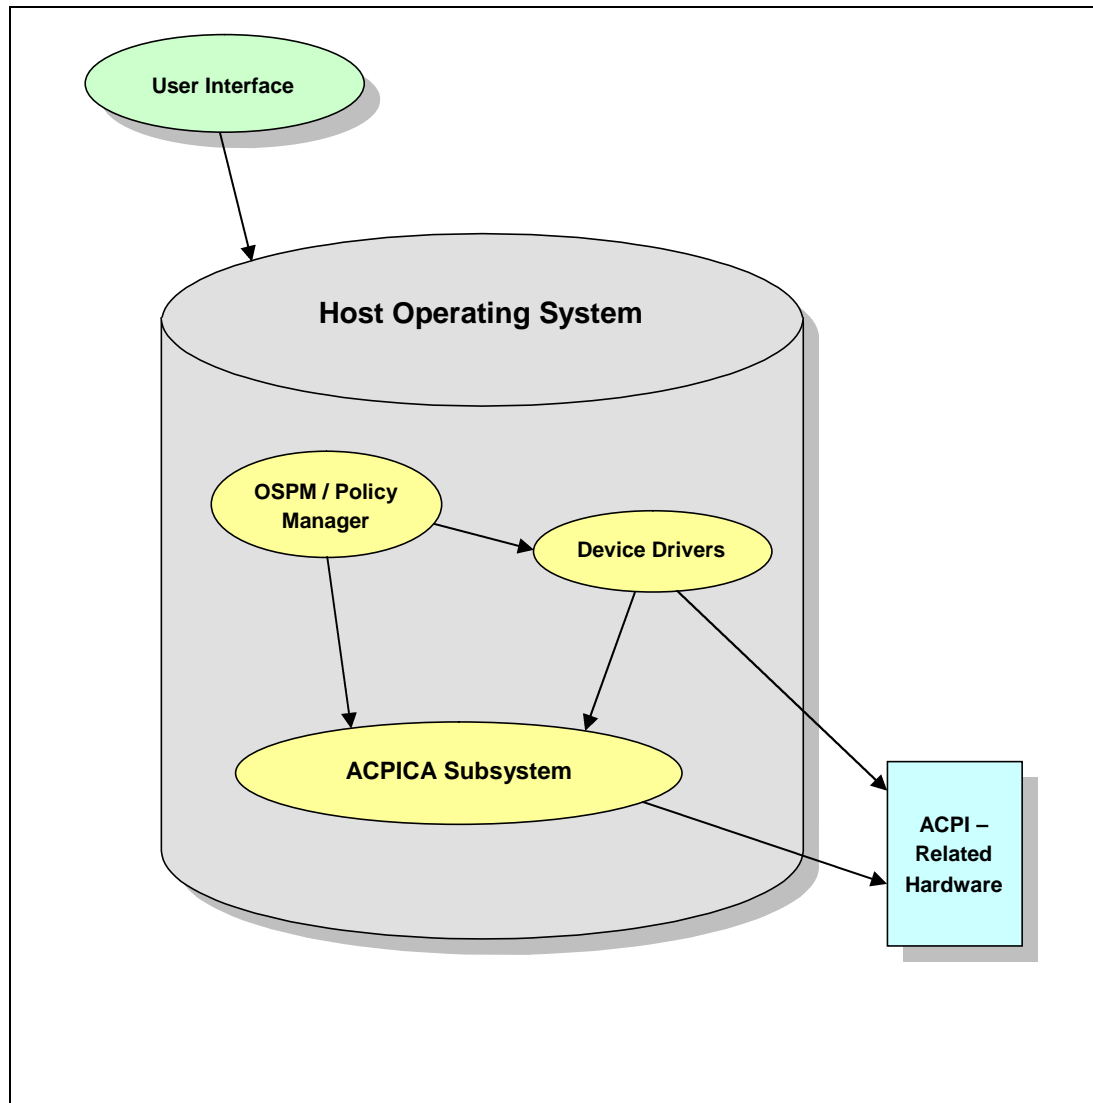 User Interface
Host Operating System
OSPM / Policy
Manager
Device Drivers
ACPICA Subsystem
ACPI –
Related
Hardware